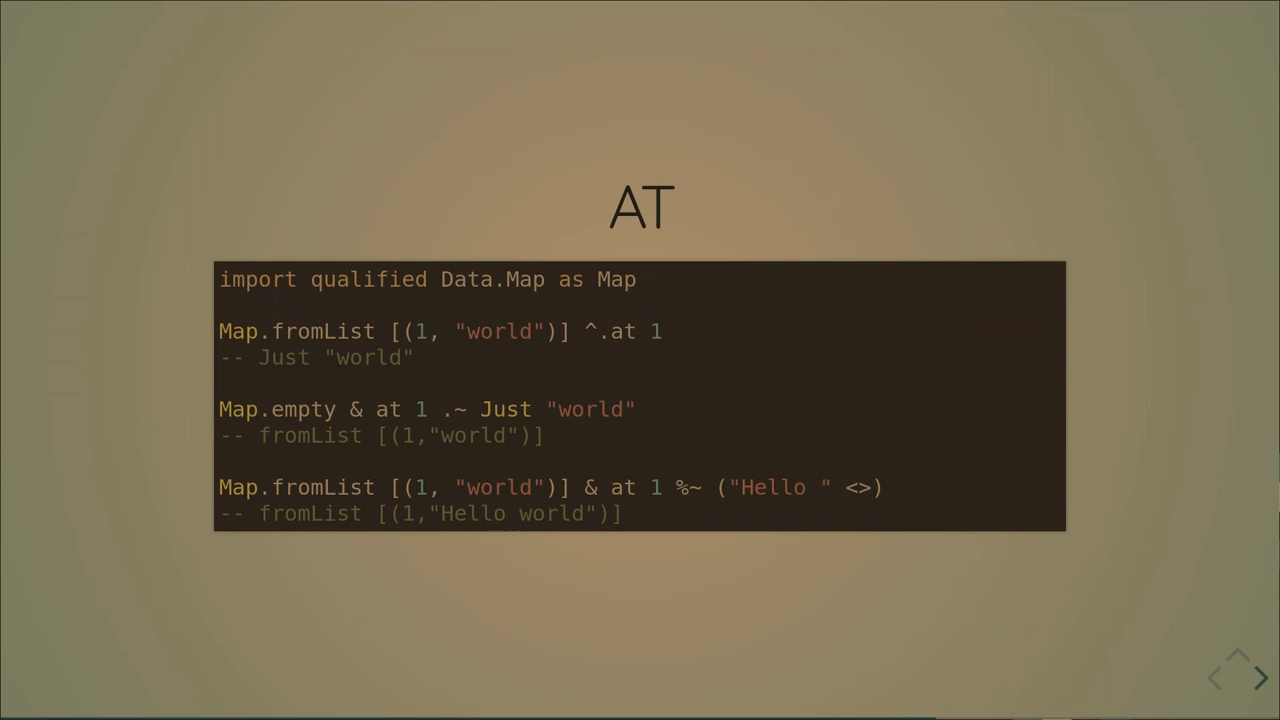 AT
import qualified Data.Map as Map
Map.fromList [(1, "world")] ^.at 1
-- Just "world"
Map.empty & at 1 .~ Just "world"
-- fromList [(1,"world")]
Map.fromList [(1, "world")] & at 1 %~ ("Hello " <>)
-- fromList [(1,"Hello world")]